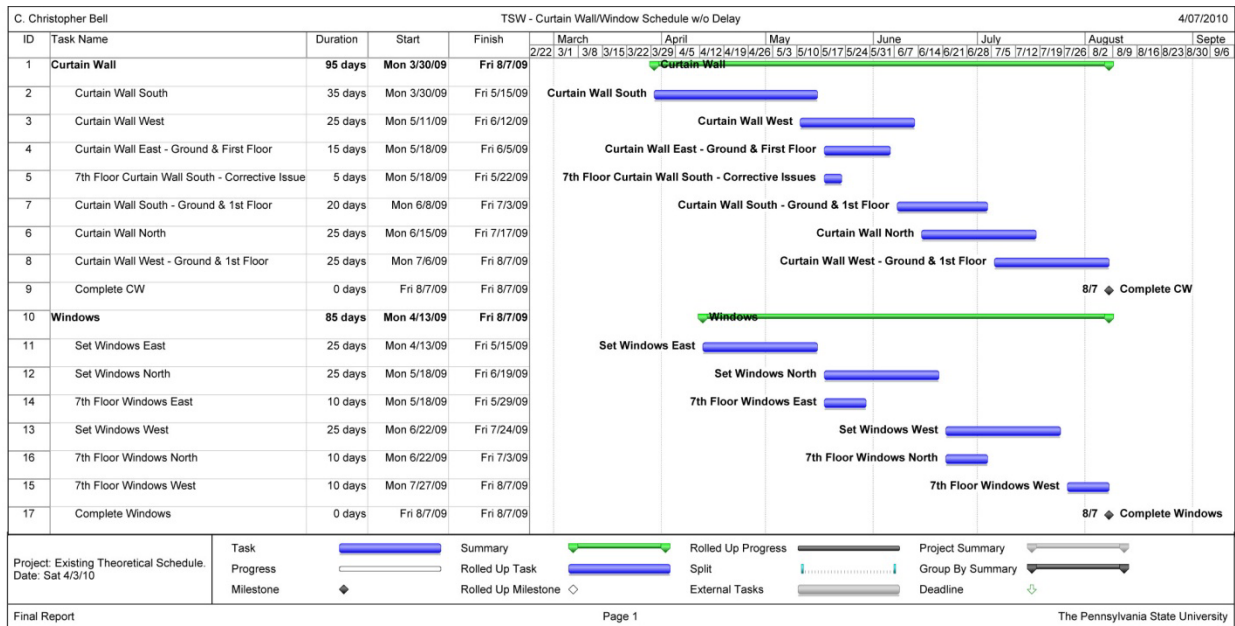 C. Christopher Bell TSW - Curtain Wall/Window Schedule w/o Delay 4/07/2010
ID Task Name Duration Start Finish March April May June July August Septe
2/22 3/1 3/8 3/15 3/22 3/29 4/5 4/12 4/19 4/26 5/3 5/10 5/17 5/24 5/31 6/7 6/14 6/21 6/28 7/5 7/12 7/19 7/26 8/2 8/9 8/16 8/23 8/30 9/6
1 Curtain Wall 95 days Mon 3/30/09 Fri 8/7/09 Curtain Wall
2 Curtain Wall South 35 days Mon 3/30/09 Fri 5/15/09 Curtain Wall South
3 Curtain Wall West 25 days Mon 5/11/09 Fri 6/12/09 Curtain Wall West
4 Curtain Wall East - Ground & First Floor 15 days Mon 5/18/09 Fri 6/5/09 Curtain Wall East - Ground & First Floor
5 7th Floor Curtain Wall South - Corrective Issue 5 days Mon 5/18/09 Fri 5/22/09 7th Floor Curtain Wall South - Corrective Issues
7 Curtain Wall South - Ground & 1st Floor 20 days Mon 6/8/09 Fri 7/3/09 Curtain Wall South - Ground & 1st Floor
6 Curtain Wall North 25 days Mon 6/15/09 Fri 7/17/09 Curtain Wall North
8 Curtain Wall West - Ground & 1st Floor 25 days Mon 7/6/09 Fri 8/7/09 Curtain Wall West - Ground & 1st Floor
9 Complete CW 0 days Fri 8/7/09 Fri 8/7/09 8/7 Complete CW
10 Windows 85 days Mon 4/13/09 Fri 8/7/09 Windows
11 Set Windows East 25 days Mon 4/13/09 Fri 5/15/09 Set Windows East
12 Set Windows North 25 days Mon 5/18/09 Fri 6/19/09 Set Windows North
14 7th Floor Windows East 10 days Mon 5/18/09 Fri 5/29/09 7th Floor Windows East
13 Set Windows West 25 days Mon 6/22/09 Fri 7/24/09 Set Windows West
16 7th Floor Windows North 10 days Mon 6/22/09 Fri 7/3/09 7th Floor Windows North
15 7th Floor Windows West 10 days Mon 7/27/09 Fri 8/7/09 7th Floor Windows West
17 Complete Windows 0 days Fri 8/7/09 Fri 8/7/09 8/7 Complete Windows
Project: Existing Theoretical Schedule.
Date: Sat 4/3/10
Task Summary Rolled Up Progress Project Summary
Progress Rolled Up Task Split Group By Summary
Milestone Rolled Up Milestone External Tasks Deadline
Final Report Page 1 The Pennsylvania State University